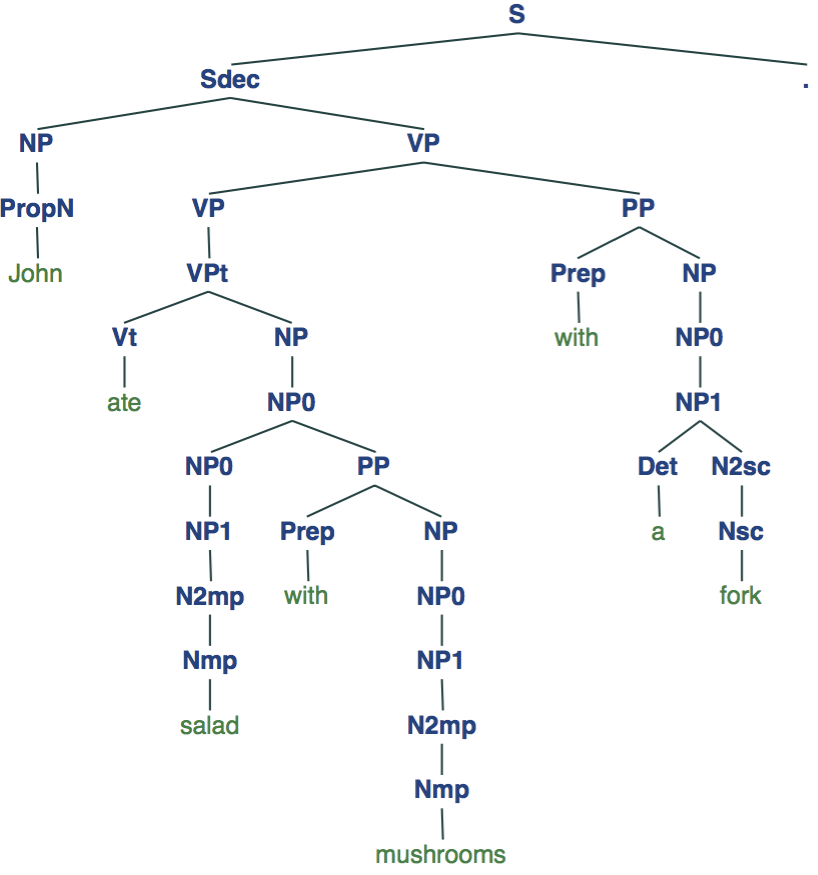 S
Sdec .
NP VP
PropN VP PP
John VPt Prep NP
Vt NP with NP0
ate NP0 NP1
NP0 PP Det N2sc
NP1 Prep NP a Nsc
N2mp with NP0 fork
Nmp NP1
salad N2mp
Nmp
mushrooms